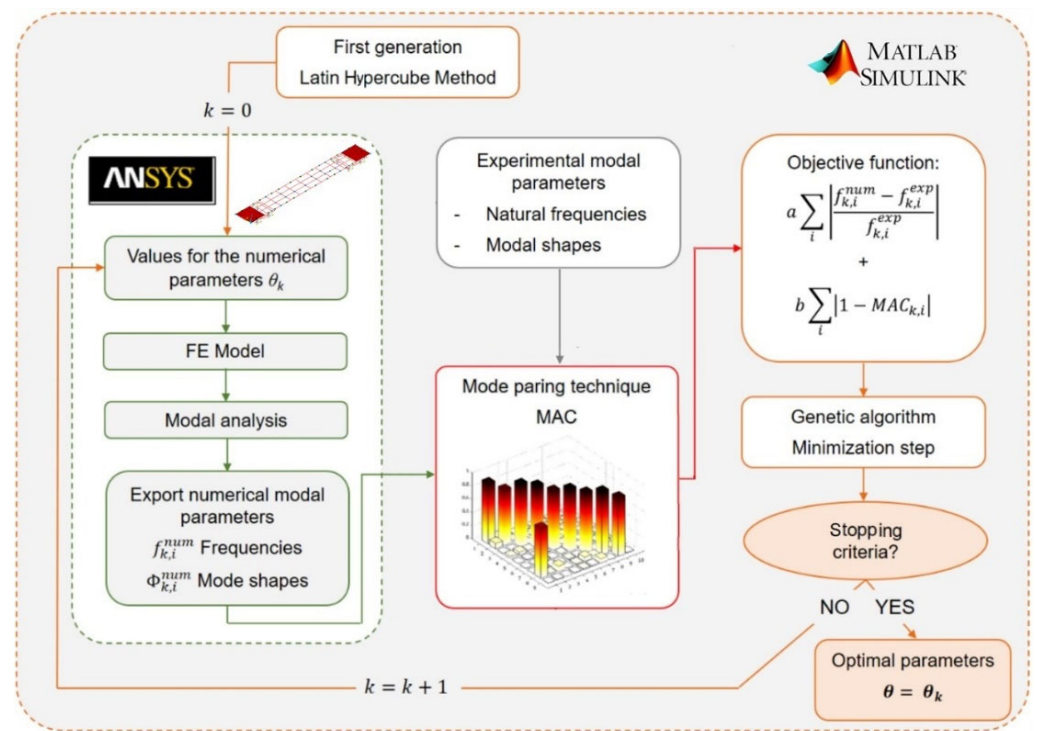 First generation
Latin Hypercube Method
MATLAB
SIMULINK®
k = 0
ANSYS
Values for the numerical
parameters θₖ
FE Model
Modal analysis
Export numerical modal
parameters
f_{k,i}^{num} Frequencies
Φ_{k,i}^{num} Mode shapes
Experimental modal
parameters
- Natural frequencies
- Modal shapes
Mode paring technique
MAC
Objective function:
a ∑_i |(f_{k,i}^{num} − f_{k,i}^{exp}) / f_{k,i}^{exp}|
+
b ∑_i |1 − MAC_{k,i}|
Genetic algorithm
Minimization step
Stopping
criteria?
NO YES
Optimal parameters
θ = θₖ
k = k + 1